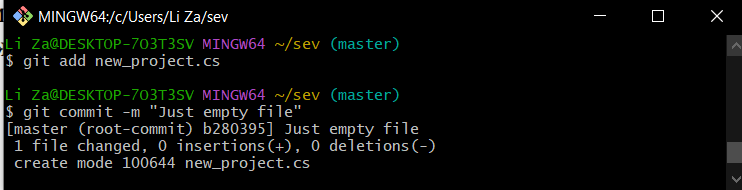 MINGW64:/c/Users/Li Za/sev
Li Za@DESKTOP-7O3T3SV MINGW64 ~/sev (master)
$ git add new_project.cs
Li Za@DESKTOP-7O3T3SV MINGW64 ~/sev (master)
$ git commit -m "Just empty file"
[master (root-commit) b280395] Just empty file
 1 file changed, 0 insertions(+), 0 deletions(-)
 create mode 100644 new_project.cs